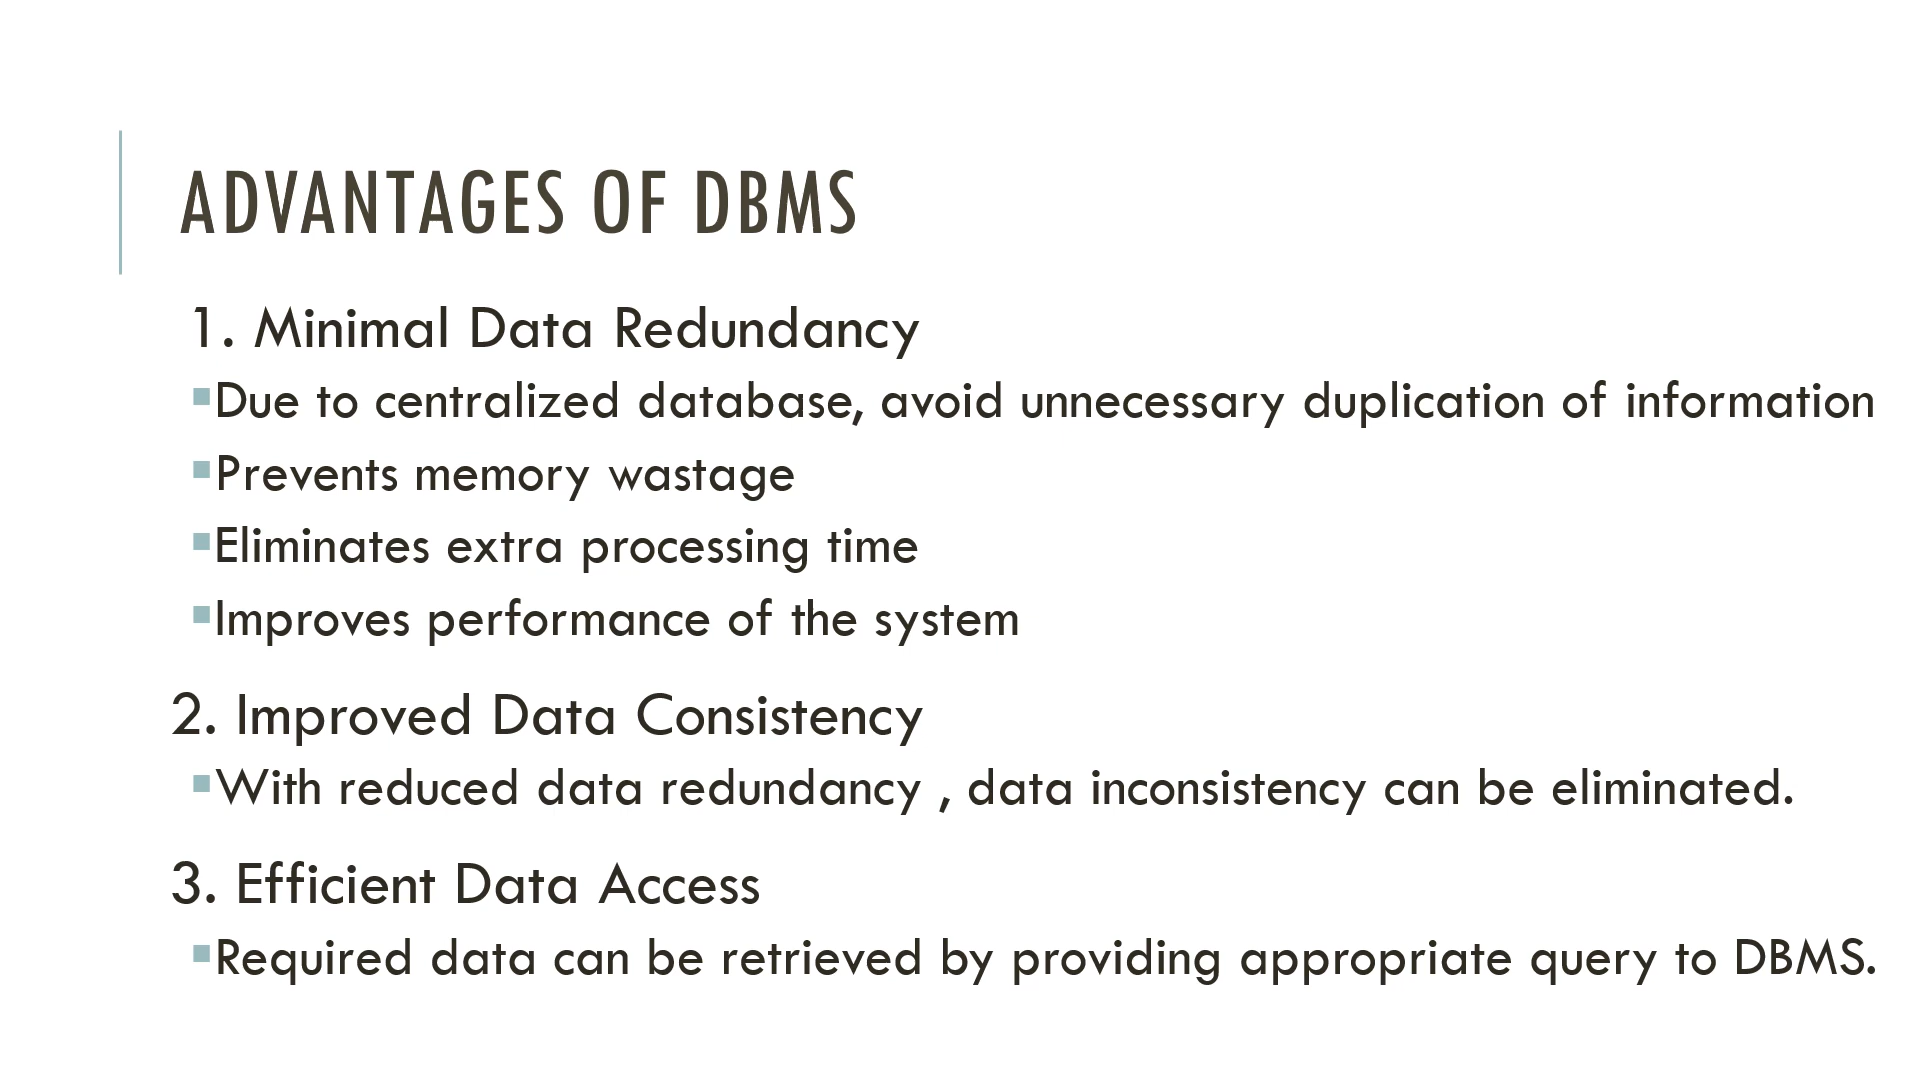 ADVANTAGES OF DBMS
1. Minimal Data Redundancy
▪Due to centralized database, avoid unnecessary duplication of information
▪Prevents memory wastage
▪Eliminates extra processing time
▪Improves performance of the system
2. Improved Data Consistency
▪With reduced data redundancy , data inconsistency can be eliminated.
3. Efficient Data Access
▪Required data can be retrieved by providing appropriate query to DBMS.